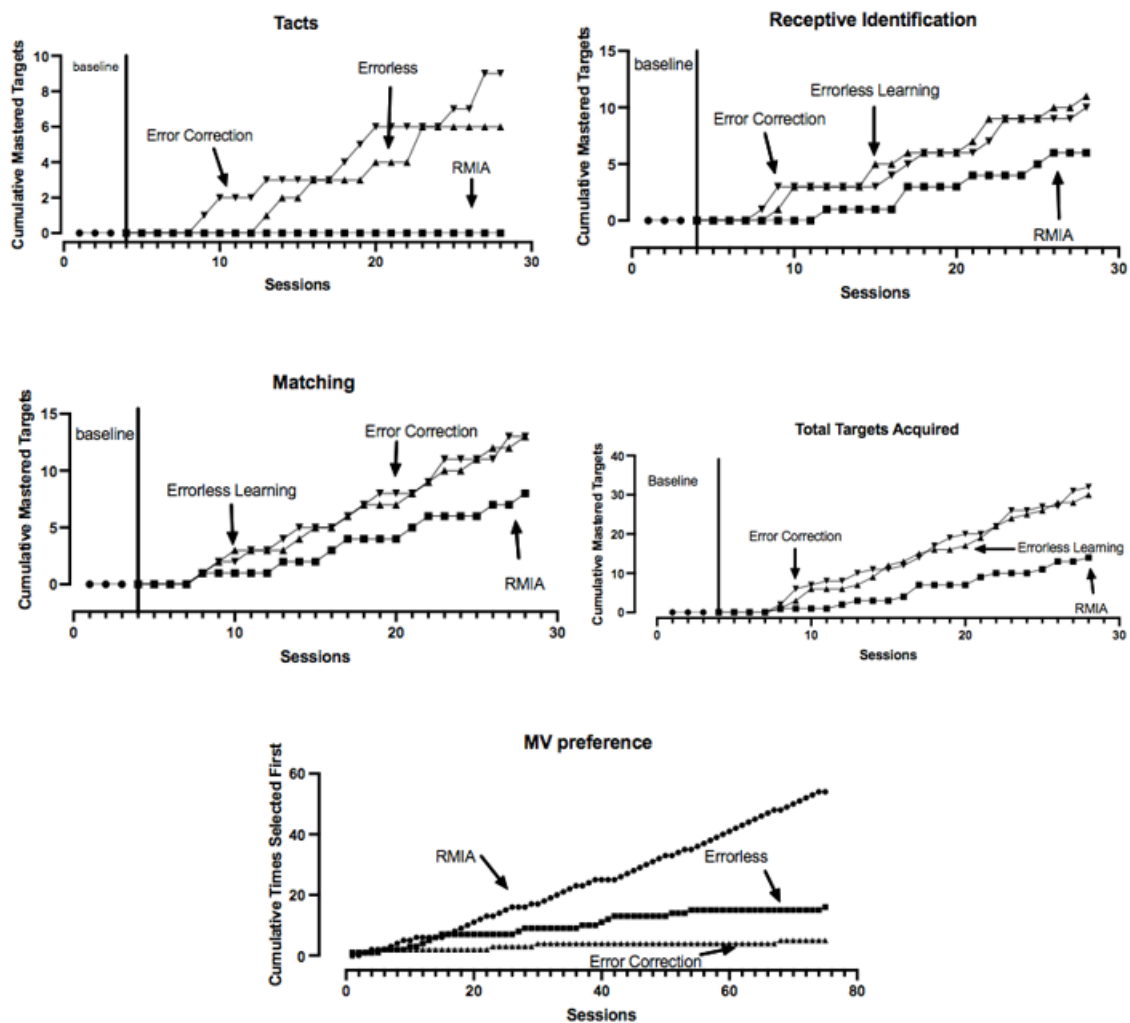 Tacts
Cumulative Mastered Targets
10
8
6
4
2
0
baseline
Error Correction
Errorless
RMIA
0 10 20 30
Sessions
Receptive Identification
Cumulative Mastered Targets
15
10
5
0
baseline
Error Correction
Errorless Learning
RMIA
0 10 20 30
Sessions
Matching
Cumulative Mastered Targets
15
10
5
0
baseline
Errorless Learning
Error Correction
RMIA
0 10 20 30
Sessions
Total Targets Acquired
Cumulative Mastered Targets
40
30
20
10
0
Baseline
Error Correction
Errorless Learning
RMIA
0 10 20 30
Sessions
MV preference
Cumulative Times Selected First
60
40
20
0
RMIA
Errorless
Error Correction
0 20 40 60 80
Sessions